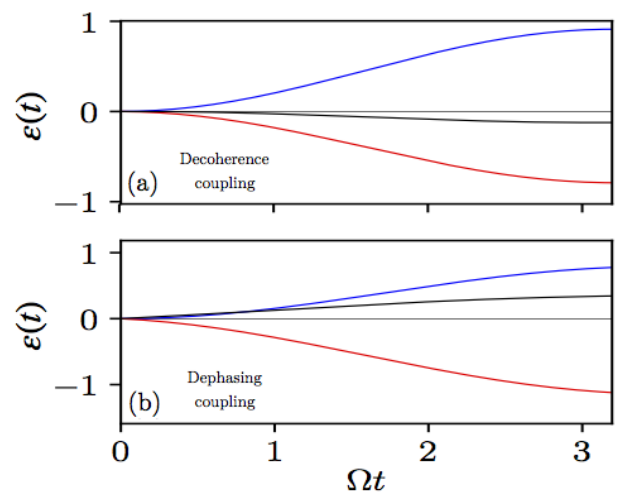 1
0
−1
ε(t)
Decoherence
coupling
(a)
1
0
−1
ε(t)
Dephasing
coupling
(b)
0 1 2 3
Ωt